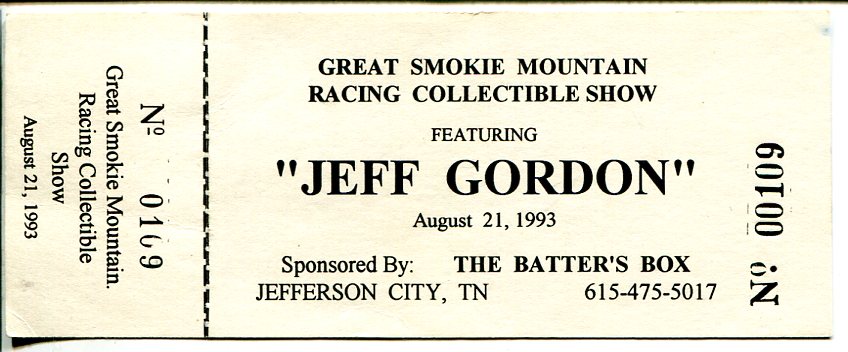 Great Smokie Mountain.
Racing Collectible
Show
August 21, 1993
Nº 0109
GREAT SMOKIE MOUNTAIN
RACING COLLECTIBLE SHOW
FEATURING
"JEFF GORDON"
August 21, 1993
Sponsored By: THE BATTER'S BOX
JEFFERSON CITY, TN 615-475-5017
Nº 00109